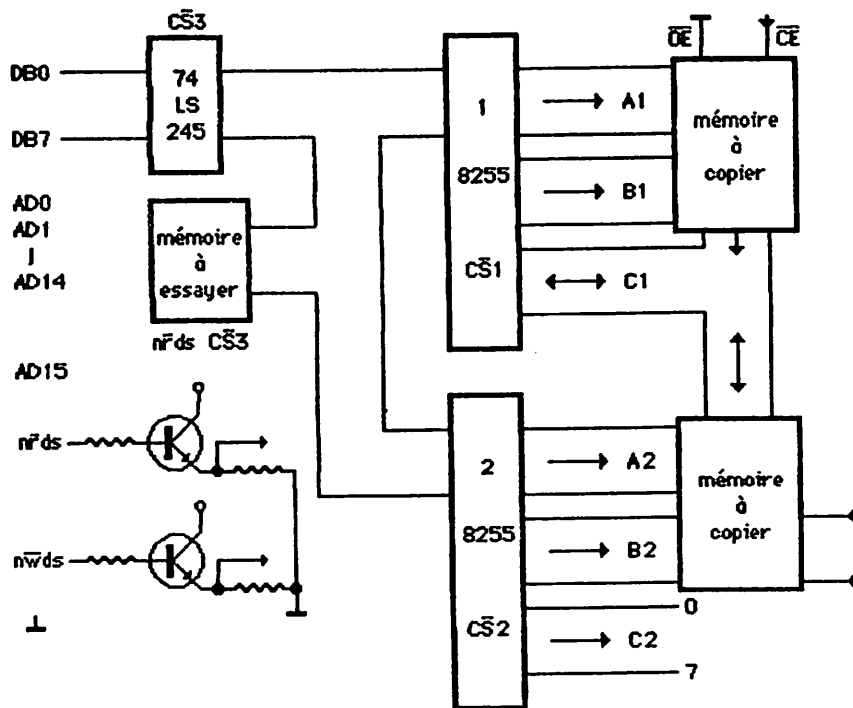 CS̄3
DB0
DB7
74
LS
245
AD0
AD1
AD14
mémoire
à
essayer
nr̄ds CS̄3
AD15
nr̄ds
nw̄ds
1
8255
CS̄1
A1
B1
C1
O̅E̅
C̅E̅
mémoire
à
copier
2
8255
CS̄2
A2
B2
C2
0
7
mémoire
à
copier